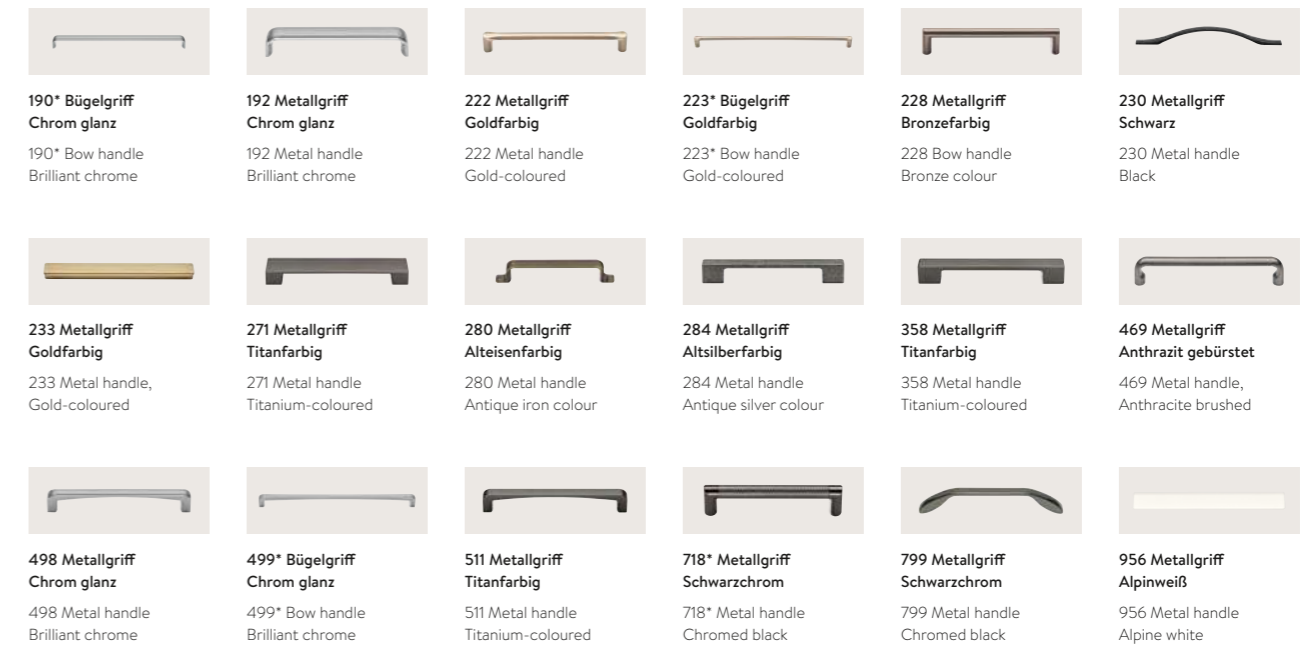 190* Bügelgriff
Chrom glanz
190* Bow handle
Brilliant chrome
192 Metallgriff
Chrom glanz
192 Metal handle
Brilliant chrome
222 Metallgriff
Goldfarbig
222 Metal handle
Gold-coloured
223* Bügelgriff
Goldfarbig
223* Bow handle
Gold-coloured
228 Metallgriff
Bronzefarbig
228 Bow handle
Bronze colour
230 Metallgriff
Schwarz
230 Metal handle
Black
233 Metallgriff
Goldfarbig
233 Metal handle,
Gold-coloured
271 Metallgriff
Titanfarbig
271 Metal handle
Titanium-coloured
280 Metallgriff
Alteisenfarbig
280 Metal handle
Antique iron colour
284 Metallgriff
Altsilberfarbig
284 Metal handle
Antique silver colour
358 Metallgriff
Titanfarbig
358 Metal handle
Titanium-coloured
469 Metallgriff
Anthrazit gebürstet
469 Metal handle,
Anthracite brushed
498 Metallgriff
Chrom glanz
498 Metal handle
Brilliant chrome
499* Bügelgriff
Chrom glanz
499* Bow handle
Brilliant chrome
511 Metallgriff
Titanfarbig
511 Metal handle
Titanium-coloured
718* Metallgriff
Schwarzchrom
718* Metal handle
Chromed black
799 Metallgriff
Schwarzchrom
799 Metal handle
Chromed black
956 Metallgriff
Alpinweiß
956 Metal handle
Alpine white